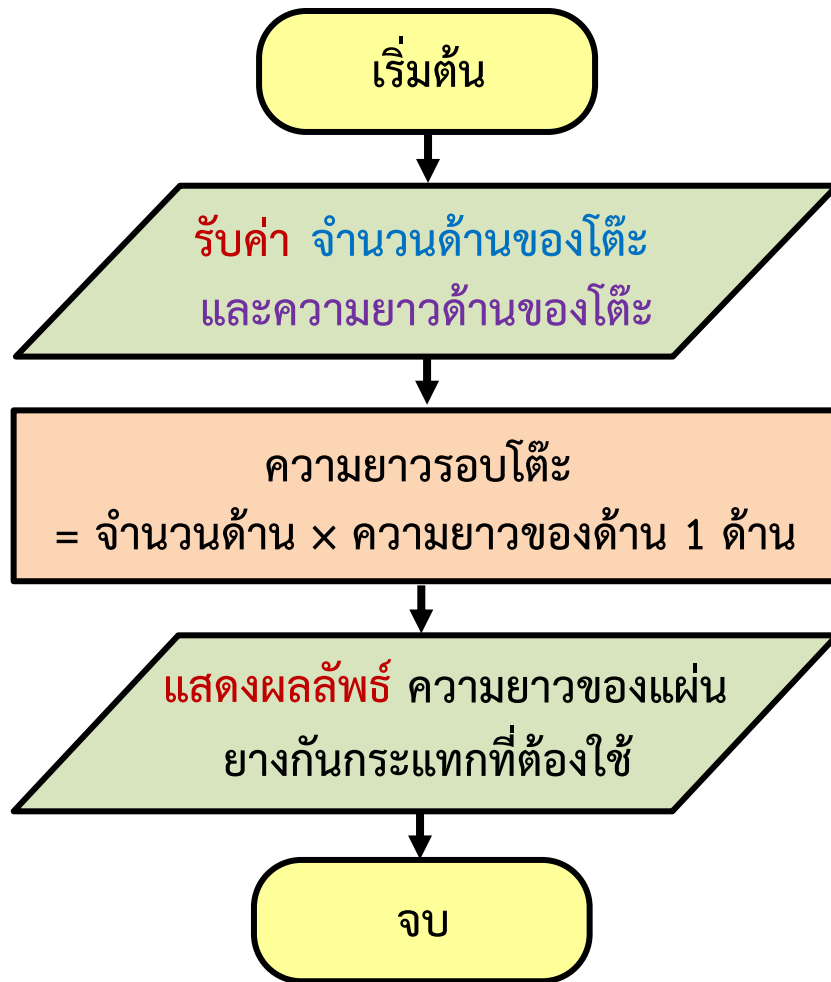 เริ่มต้น
รับค่า จำนวนด้านของโต๊ะ
และความยาวด้านของโต๊ะ
ความยาวรอบโต๊ะ
= จำนวนด้าน × ความยาวของด้าน 1 ด้าน
แสดงผลลัพธ์ ความยาวของแผ่น
ยางกันกระแทกที่ต้องใช้
จบ